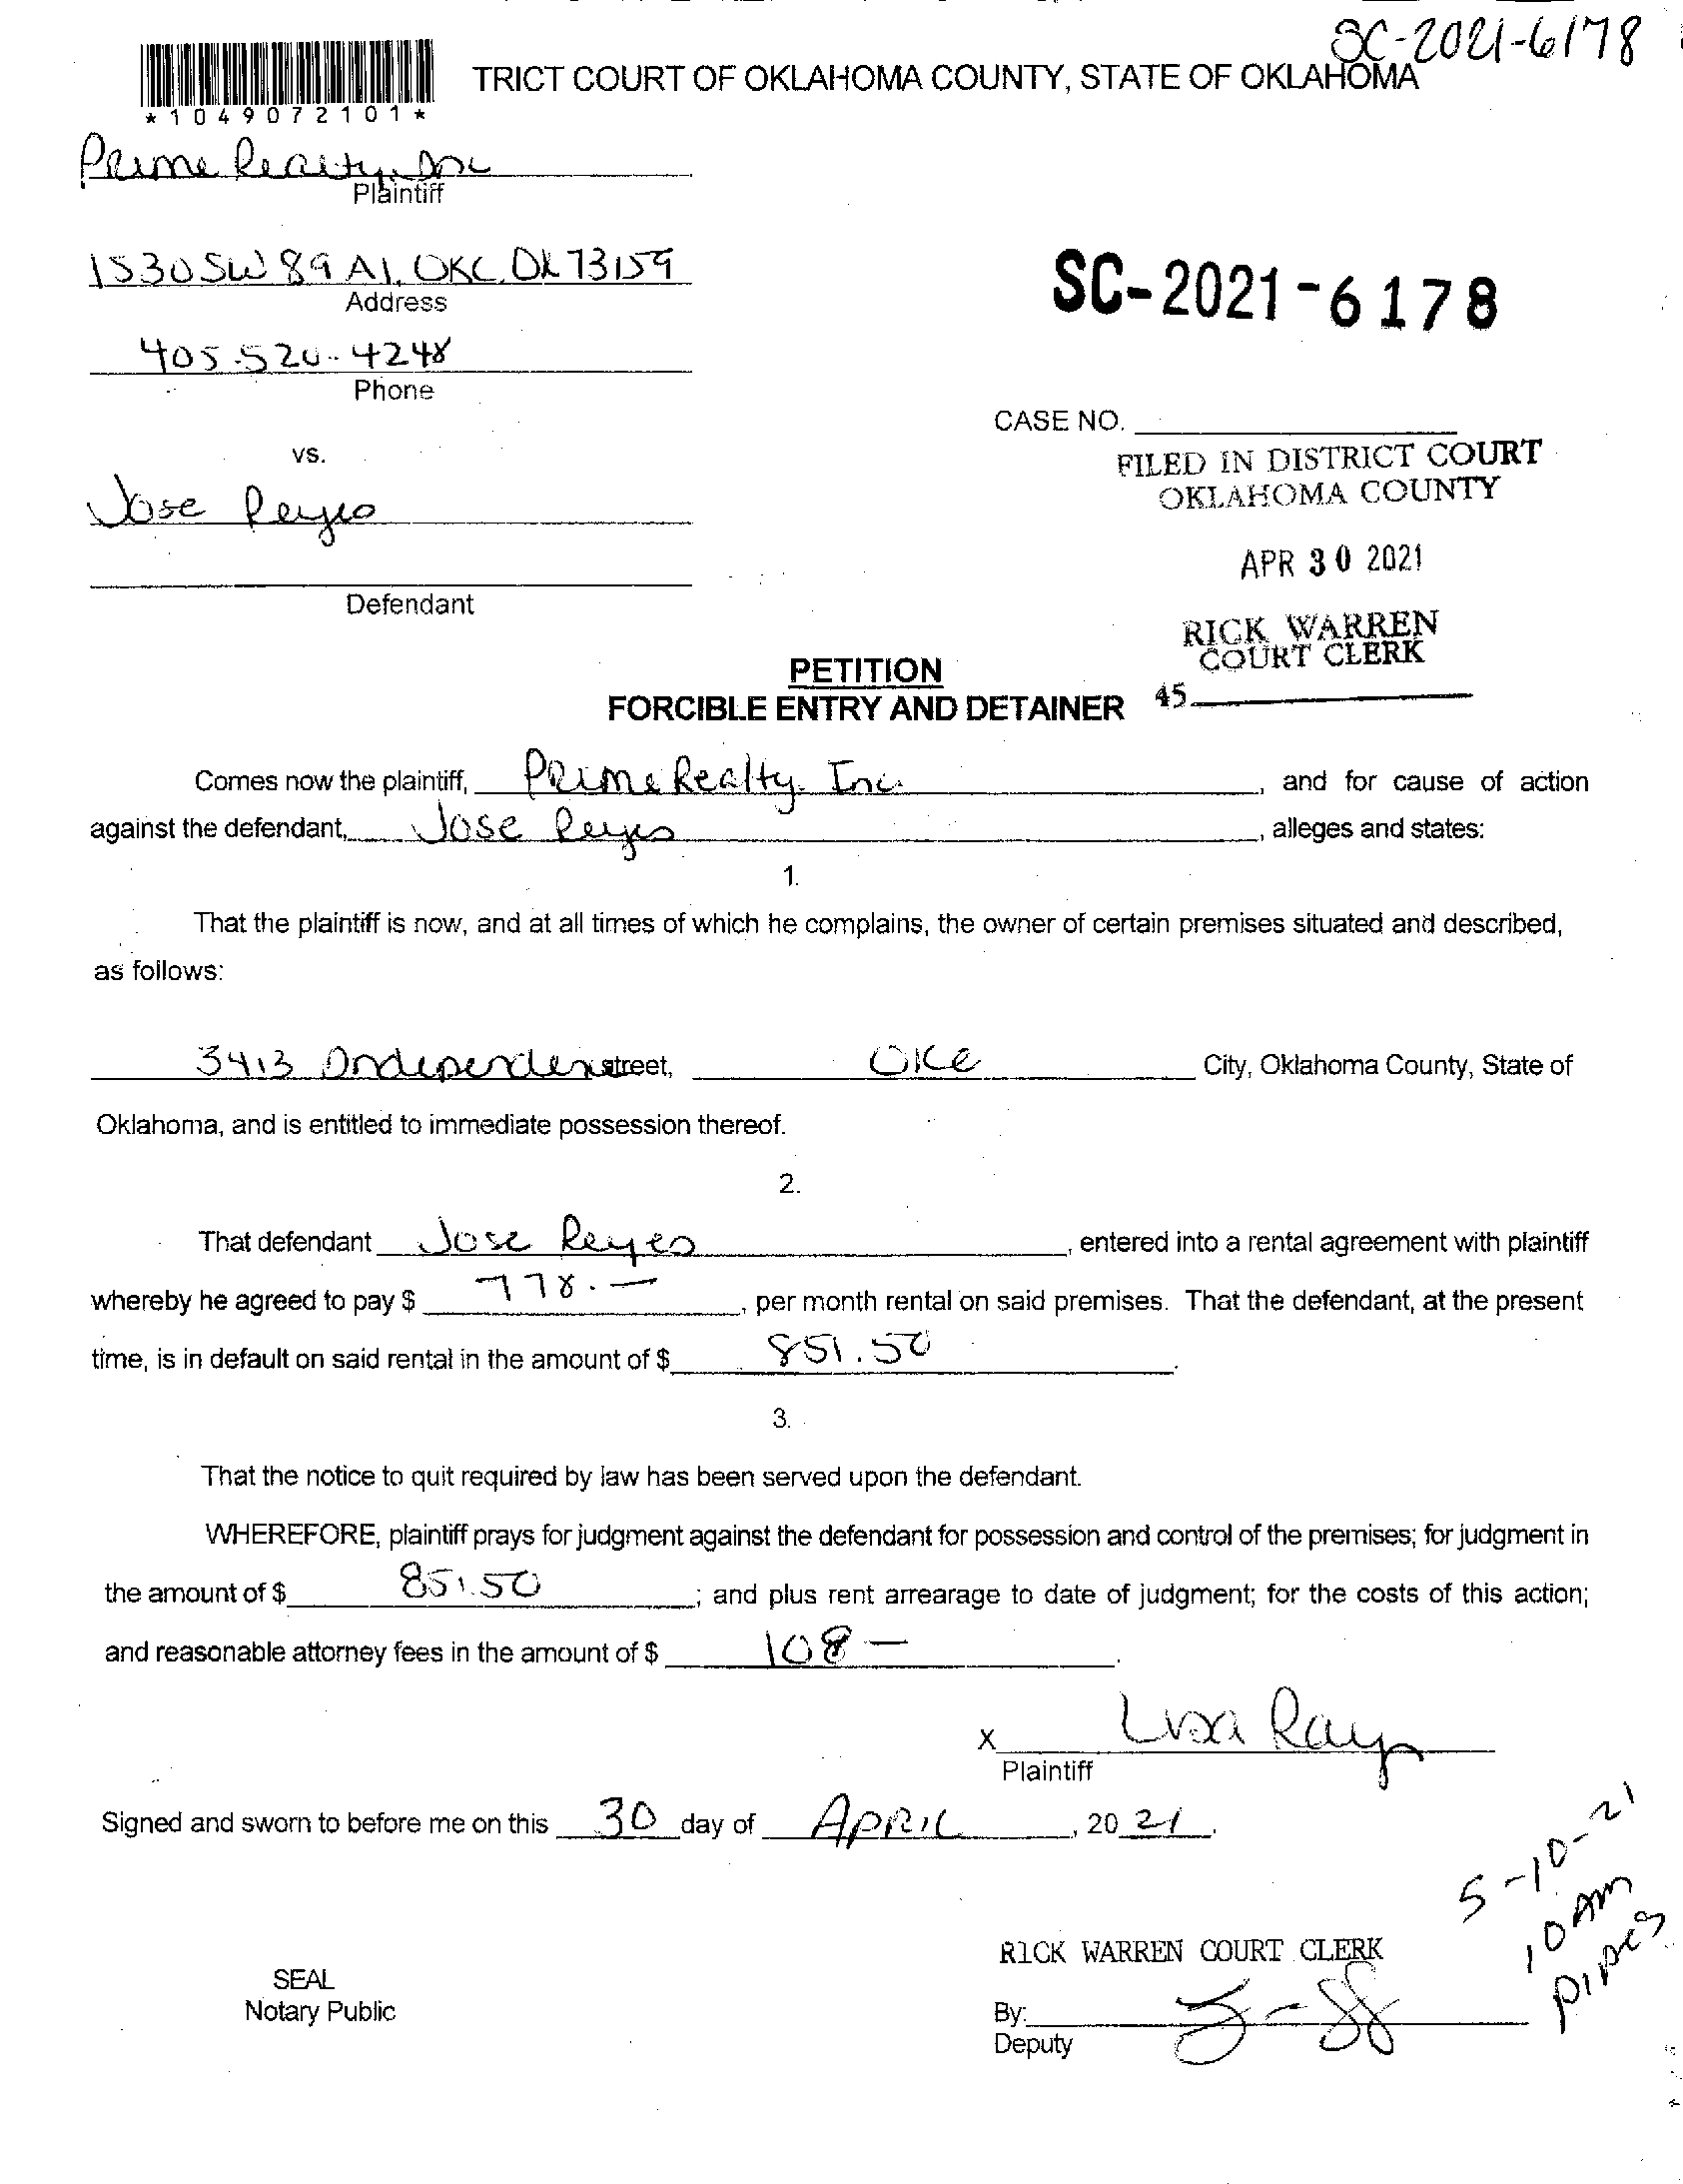 SC-2021-6178
TRICT COURT OF OKLAHOMA COUNTY, STATE OF OKLAHOMA
*1049072101*
Prime Realty, Inc
Plaintiff
1530 SW 89 A1, OKC, OK 73159
Address
SC-2021-6178
405-520-4248
Phone
CASE NO.
vs.
FILED IN DISTRICT COURT
OKLAHOMA COUNTY
Jose Reyes
APR 30 2021
Defendant
RICK WARREN
COURT CLERK
PETITION
45
FORCIBLE ENTRY AND DETAINER
Comes now the plaintiff, Prime Realty, Inc. , and for cause of action
against the defendant, Jose Reyes , alleges and states:
1.
That the plaintiff is now, and at all times of which he complains, the owner of certain premises situated and described,
as follows:
3413 Independen street, OKC City, Oklahoma County, State of
Oklahoma, and is entitled to immediate possession thereof.
2.
That defendant Jose Reyes , entered into a rental agreement with plaintiff
whereby he agreed to pay $ 778.— , per month rental on said premises. That the defendant, at the present
time, is in default on said rental in the amount of $ 851.50 .
3.
That the notice to quit required by law has been served upon the defendant.
WHEREFORE, plaintiff prays for judgment against the defendant for possession and control of the premises; for judgment in
the amount of $ 851.50 ; and plus rent arrearage to date of judgment; for the costs of this action;
and reasonable attorney fees in the amount of $ 108— .
x Lisa Rays
Plaintiff
Signed and sworn to before me on this 30 day of APRIL , 20 21 .
5-10-21
10 AM
pipes
RICK WARREN COURT CLERK
SEAL
Notary Public
By:
Deputy